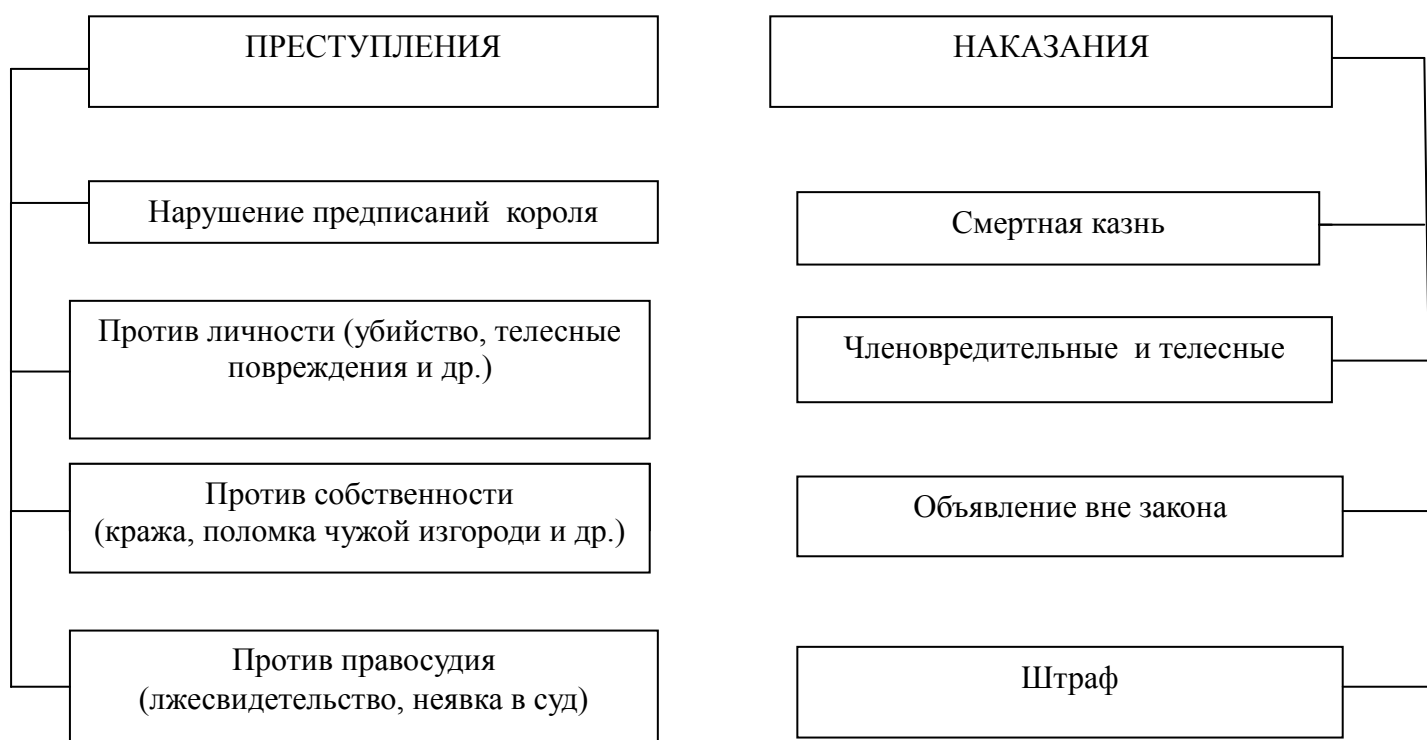 ПРЕСТУПЛЕНИЯ
Нарушение предписаний короля
Против личности (убийство, телесные
повреждения и др.)
Против собственности
(кража, поломка чужой изгороди и др.)
Против правосудия
(лжесвидетельство, неявка в суд)
НАКАЗАНИЯ
Смертная казнь
Членовредительные и телесные
Объявление вне закона
Штраф